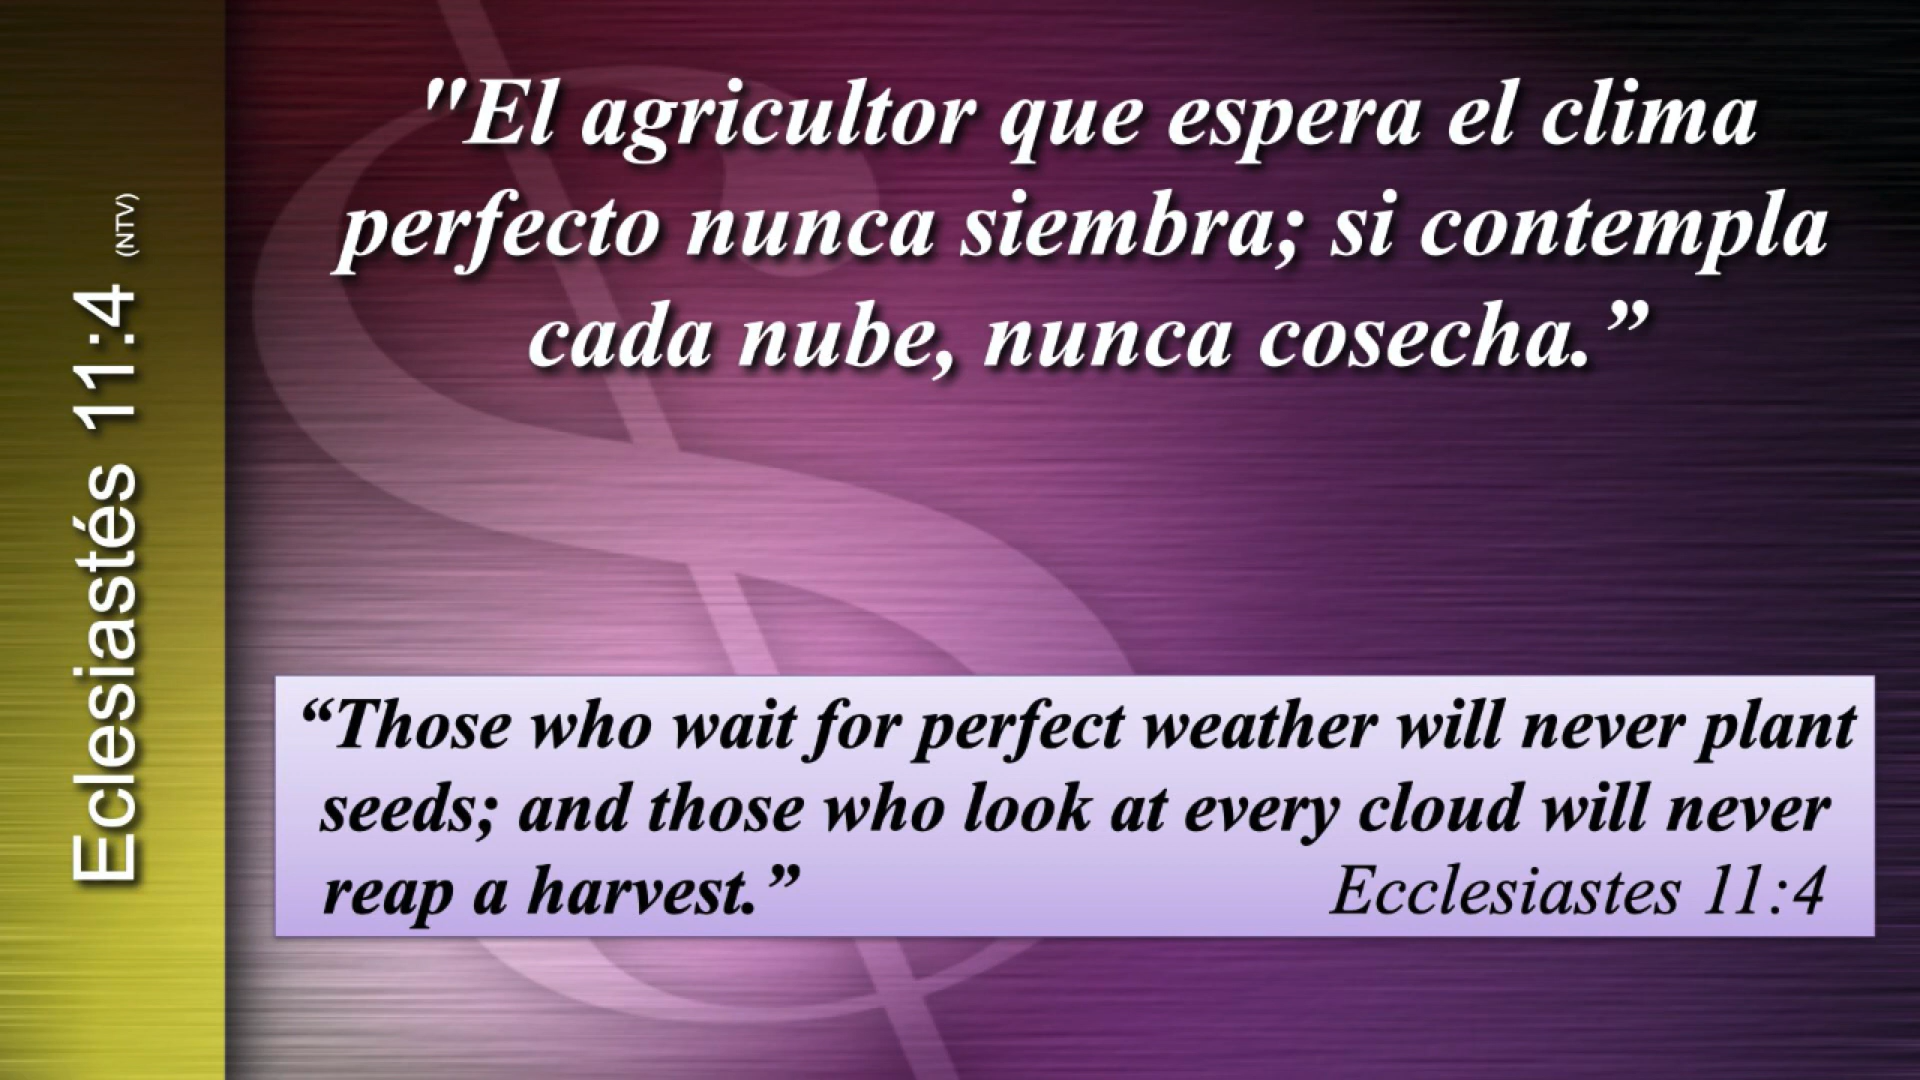 Eclesiastés 11:4 (NTV)
"El agricultor que espera el clima
perfecto nunca siembra; si contempla
cada nube, nunca cosecha.”
“Those who wait for perfect weather will never plant
seeds; and those who look at every cloud will never
reap a harvest.” Ecclesiastes 11:4